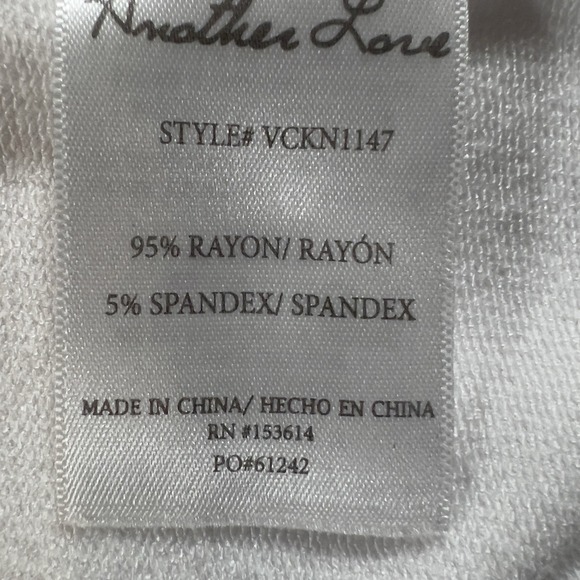 Another Love
STYLE# VCKN1147
95% RAYON/ RAYÓN
5% SPANDEX/ SPANDEX
MADE IN CHINA/ HECHO EN CHINA
RN #153614
PO#61242